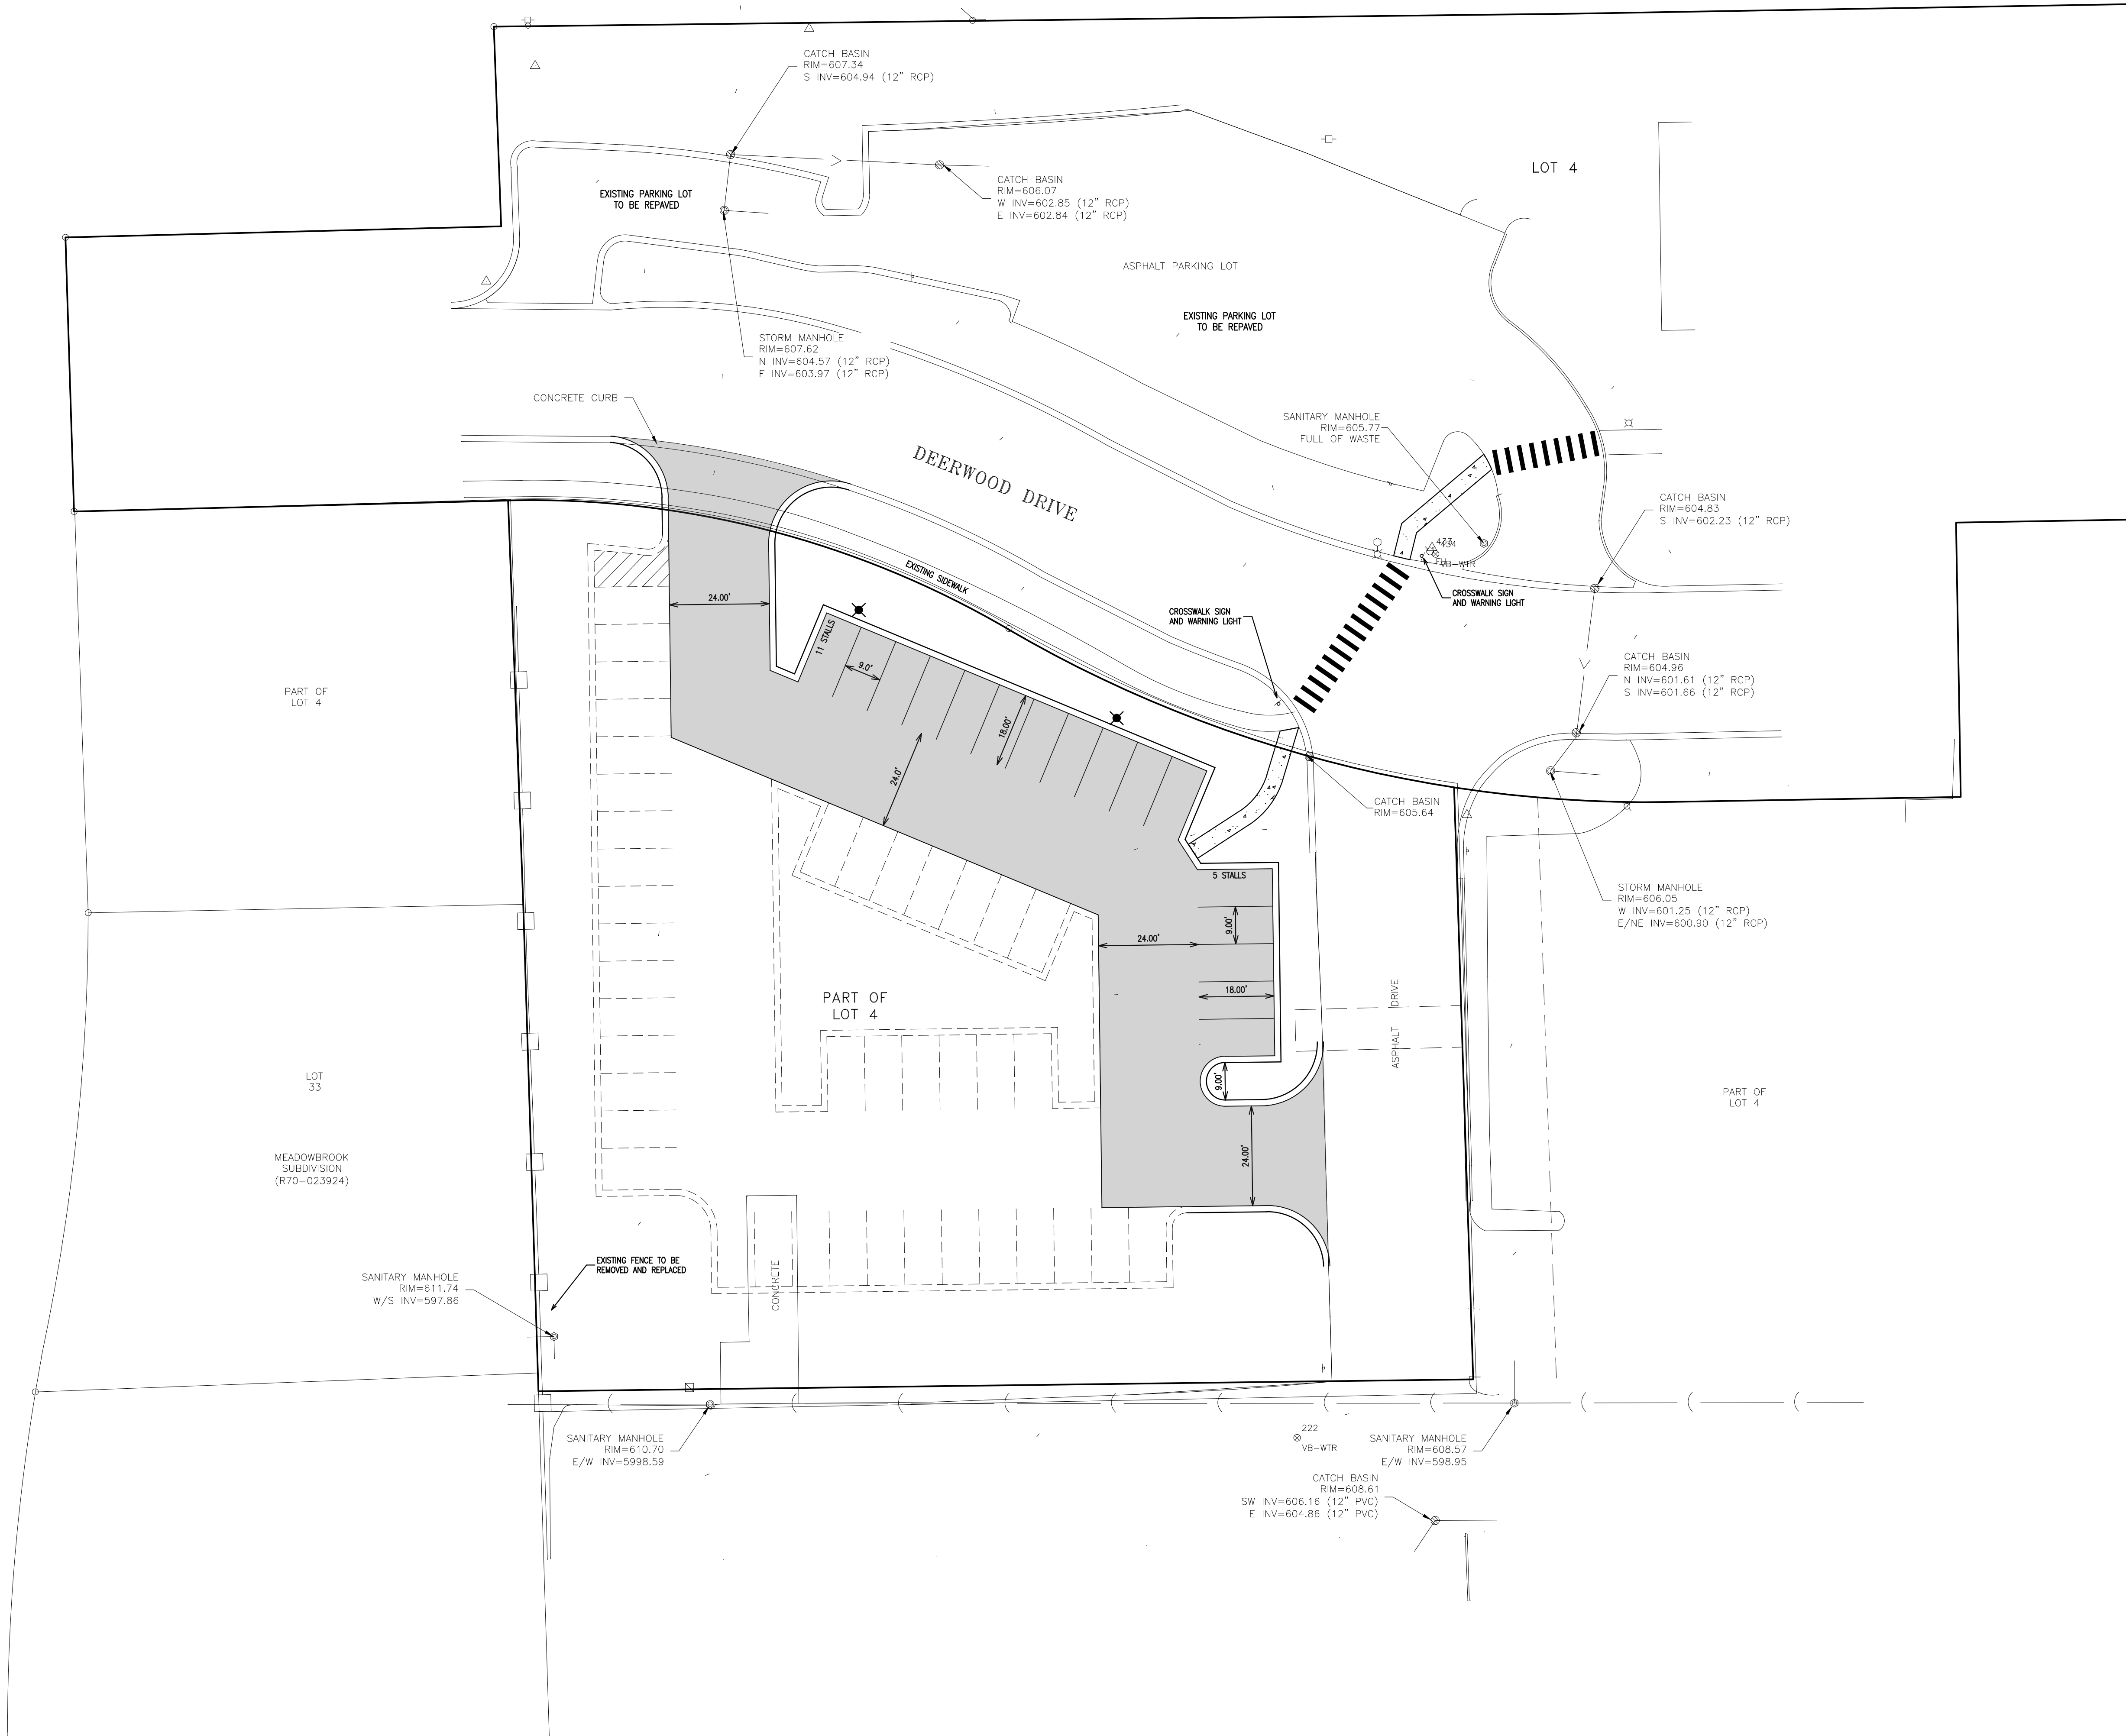 CATCH BASIN
RIM=607.34
S INV=604.94 (12" RCP)
LOT 4
CATCH BASIN
RIM=606.07
W INV=602.85 (12" RCP)
E INV=602.84 (12" RCP)
EXISTING PARKING LOT
TO BE REPAVED
ASPHALT PARKING LOT
EXISTING PARKING LOT
TO BE REPAVED
STORM MANHOLE
RIM=607.62
N INV=604.57 (12" RCP)
E INV=603.97 (12" RCP)
CONCRETE CURB
SANITARY MANHOLE
RIM=605.77
FULL OF WASTE
DEERWOOD DRIVE
CATCH BASIN
RIM=604.83
S INV=602.23 (12" RCP)
433
434
FH
VB-WTR
EXISTING SIDEWALK
CROSSWALK SIGN
AND WARNING LIGHT
CROSSWALK SIGN
AND WARNING LIGHT
24.00'
11 STALLS
9.0'
18.00'
24.0'
CATCH BASIN
RIM=604.96
N INV=601.61 (12" RCP)
S INV=601.66 (12" RCP)
PART OF
LOT 4
CATCH BASIN
RIM=605.64
5 STALLS
9.00'
24.00'
18.00'
STORM MANHOLE
RIM=606.05
W INV=601.25 (12" RCP)
E/NE INV=600.90 (12" RCP)
PART OF
LOT 4
ASPHALT DRIVE
LOT
33
9.00'
PART OF
LOT 4
24.00'
MEADOWBROOK
SUBDIVISION
(R70-023924)
EXISTING FENCE TO BE
REMOVED AND REPLACED
CONCRETE
SANITARY MANHOLE
RIM=611.74
W/S INV=597.86
SANITARY MANHOLE
RIM=610.70
E/W INV=5998.59
222
VB-WTR
SANITARY MANHOLE
RIM=608.57
E/W INV=598.95
CATCH BASIN
RIM=608.61
SW INV=606.16 (12" PVC)
E INV=604.86 (12" PVC)